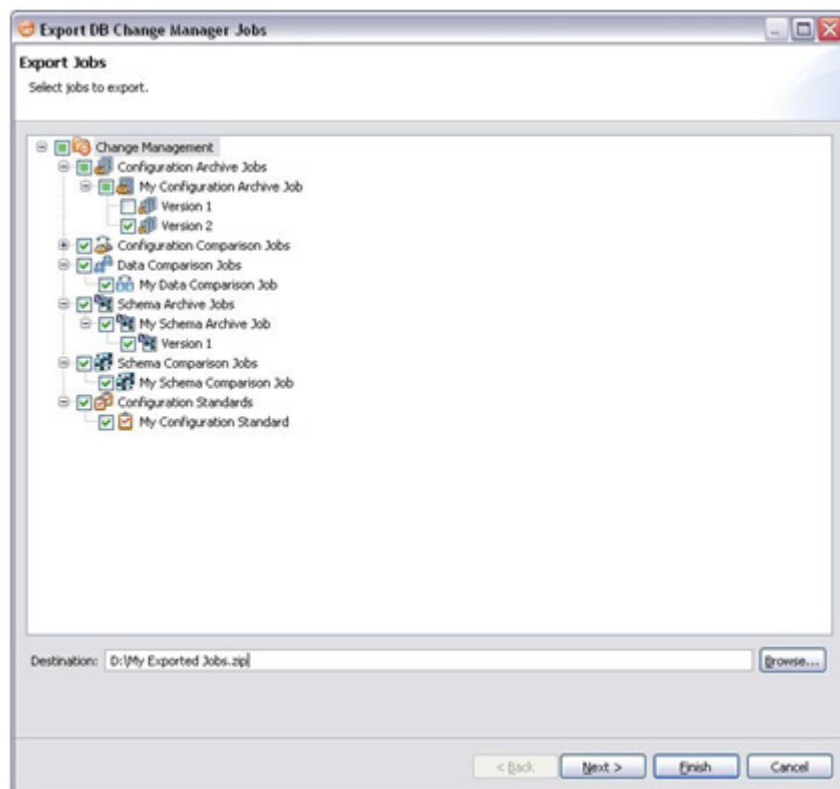 Export DB Change Manager Jobs
Export Jobs
Select jobs to export.
Change Management
Configuration Archive Jobs
My Configuration Archive Job
Version 1
Version 2
Configuration Comparison Jobs
Data Comparison Jobs
My Data Comparison Job
Schema Archive Jobs
My Schema Archive Job
Version 1
Schema Comparison Jobs
My Schema Comparison Job
Configuration Standards
My Configuration Standard
Destination: D:\My Exported Jobs.zip Browse...
< Back Next > Finish Cancel